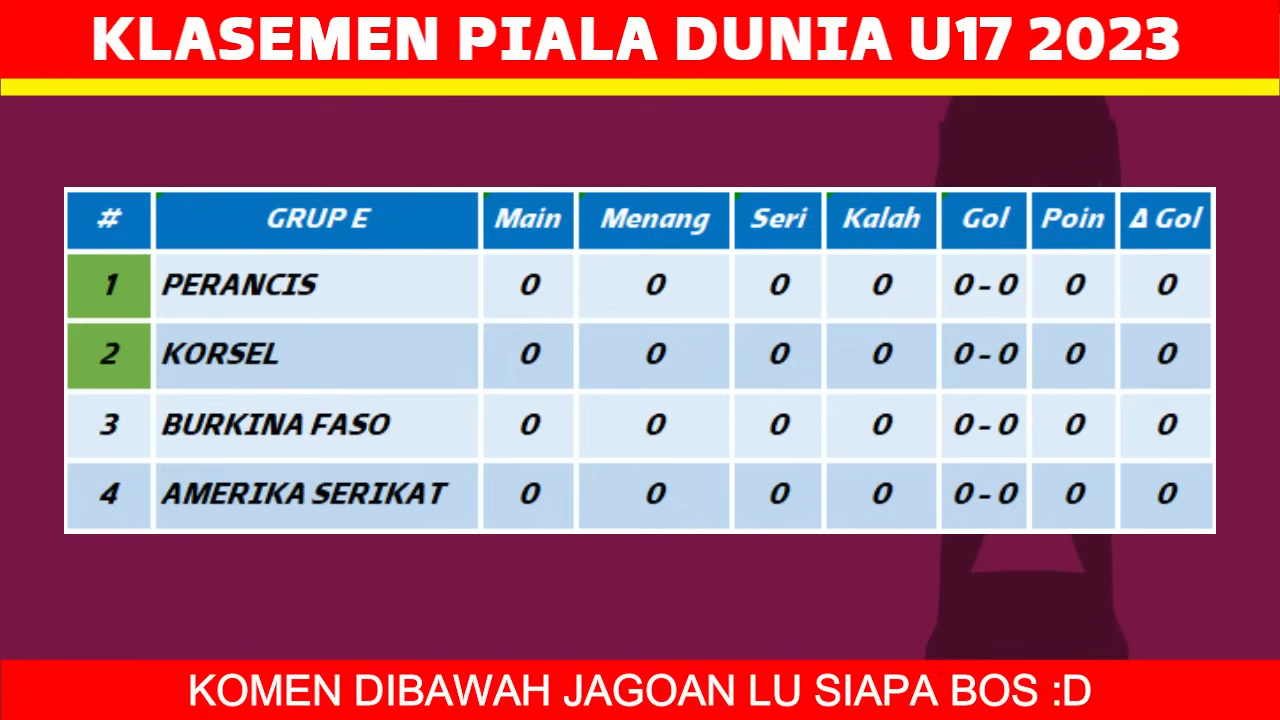 KLASEMEN PIALA DUNIA U17 2023
# GRUP E Main Menang Seri Kalah Gol Poin Δ Gol
1 PERANCIS 0 0 0 0 0 - 0 0 0
2 KORSEL 0 0 0 0 0 - 0 0 0
3 BURKINA FASO 0 0 0 0 0 - 0 0 0
4 AMERIKA SERIKAT 0 0 0 0 0 - 0 0 0
KOMEN DIBAWAH JAGOAN LU SIAPA BOS :D